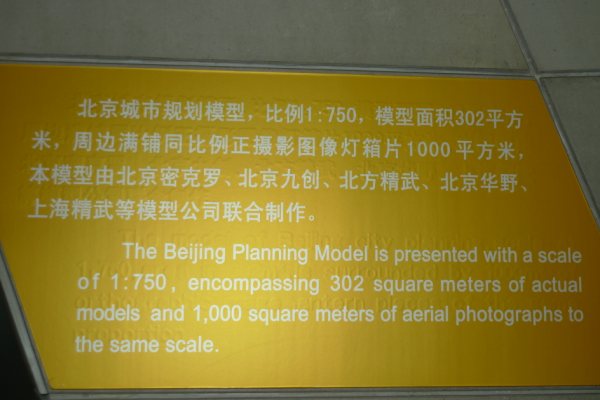 北京城市规划模型，比例1:750，模型面积302平方
米，周边满铺同比例正摄影图像灯箱片1000平方米，
本模型由北京密克罗、北京九创、北方精武、北京华野、
上海精武等模型公司联合制作。
The Beijing Planning Model is presented with a scale
of 1:750, encompassing 302 square meters of actual
models and 1,000 square meters of aerial photographs to
the same scale.